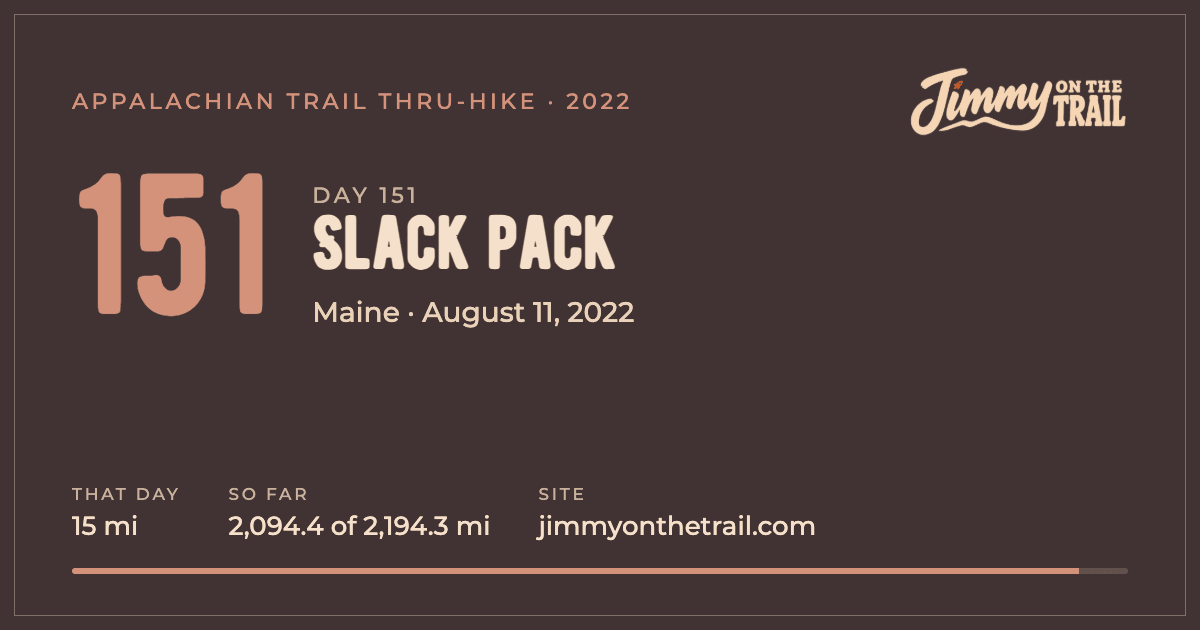 APPALACHIAN TRAIL THRU-HIKE · 2022
Jimmy ON THE TRAIL
151
DAY 151
SLACK PACK
Maine · August 11, 2022
THAT DAY
15 mi
SO FAR
2,094.4 of 2,194.3 mi
SITE
jimmyonthetrail.com